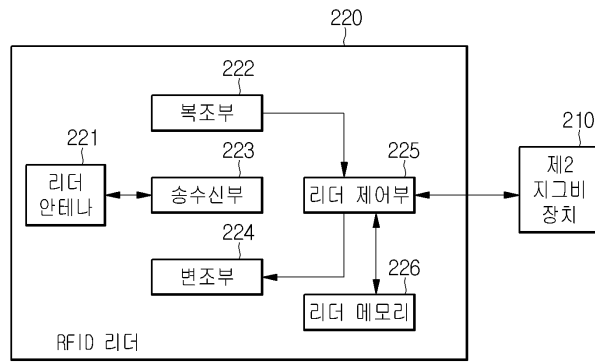 220
222
복조부
221
리더
안테나
223
송수신부
225
리더 제어부
210
제2
지그비
장치
224
변조부
226
리더 메모리
RFID 리더